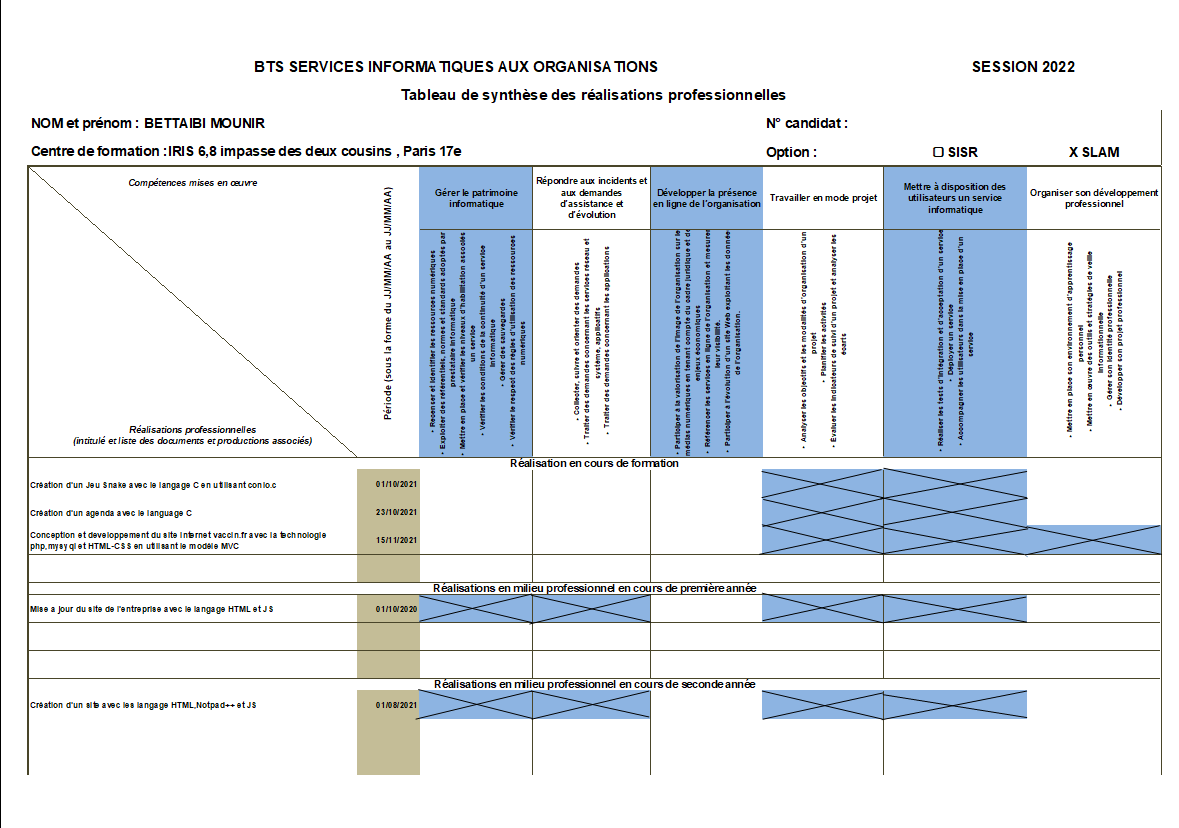 BTS SERVICES INFORMATIQUES AUX ORGANISATIONS
SESSION 2022
Tableau de synthèse des réalisations professionnelles
NOM et prénom : BETTAIBI MOUNIR
N° candidat :
Centre de formation :IRIS 6,8 impasse des deux cousins , Paris 17e
Option :
☐ SISR
X SLAM
Compétences mises en œuvre
Réalisations professionnelles
(intitulé et liste des documents et productions associés)
Période (sous la forme du JJ/MM/AA au JJ/MM/AA)
Gérer le patrimoine
informatique
Répondre aux incidents et
aux demandes
d'assistance et
d'évolution
Développer la présence
en ligne de l'organisation
Travailler en mode projet
Mettre à disposition des
utilisateurs un service
informatique
Organiser son développement
professionnel
• Recenser et identifier les ressources numériques
• Exploiter des référentiels, normes et standards adoptés par
prestataire informatique
• Mettre en place et vérifier les niveaux d'habilitation associés
un service
• Vérifier les conditions de la continuité d'un service
informatique
• Gérer des sauvegardes
• Vérifier le respect des règles d'utilisation des ressources
numériques
• Collecter, suivre et orienter des demandes
• Traiter des demandes concernant les services réseau et
système, applicatifs
• Traiter des demandes concernant les applications
• Participer à la valorisation de l'image de l'organisation sur le
médias numériques en tenant compte du cadre juridique et de
enjeux économiques
• Référencer les services en ligne de l'organisation et mesurer
leur visibilité.
• Participer à l'évolution d'un site Web exploitant les donnée
de l'organisation.
• Analyser les objectifs et les modalités d'organisation d'un
projet
• Planifier les activités
• Évaluer les indicateurs de suivi d'un projet et analyser les
écarts
• Réaliser les tests d'intégration et d'acceptation d'un service
• Déployer un service
• Accompagner les utilisateurs dans la mise en place d'un
service
• Mettre en place son environnement d'apprentissage
personnel
• Mettre en œuvre des outils et stratégies de veille
informationnelle
• Gérer son identité professionnelle
• Développer son projet professionnel
Réalisation en cours de formation
Création d'un Jeu Snake avec le langage C en utilisant conio.c
01/10/2021
Création d'un agenda avec le language C
23/10/2021
Conception et developpement du site internet vaccin.fr avec la technologie
php,mysyql et HTML-CSS en utilisant le modèle MVC
15/11/2021
Réalisations en milieu professionnel en cours de première année
Mise a jour du site de l'entreprise avec le langage HTML et JS
01/10/2020
Réalisations en milieu professionnel en cours de seconde année
Création d'un site avec les langage HTML,Notpad++ et JS
01/08/2021